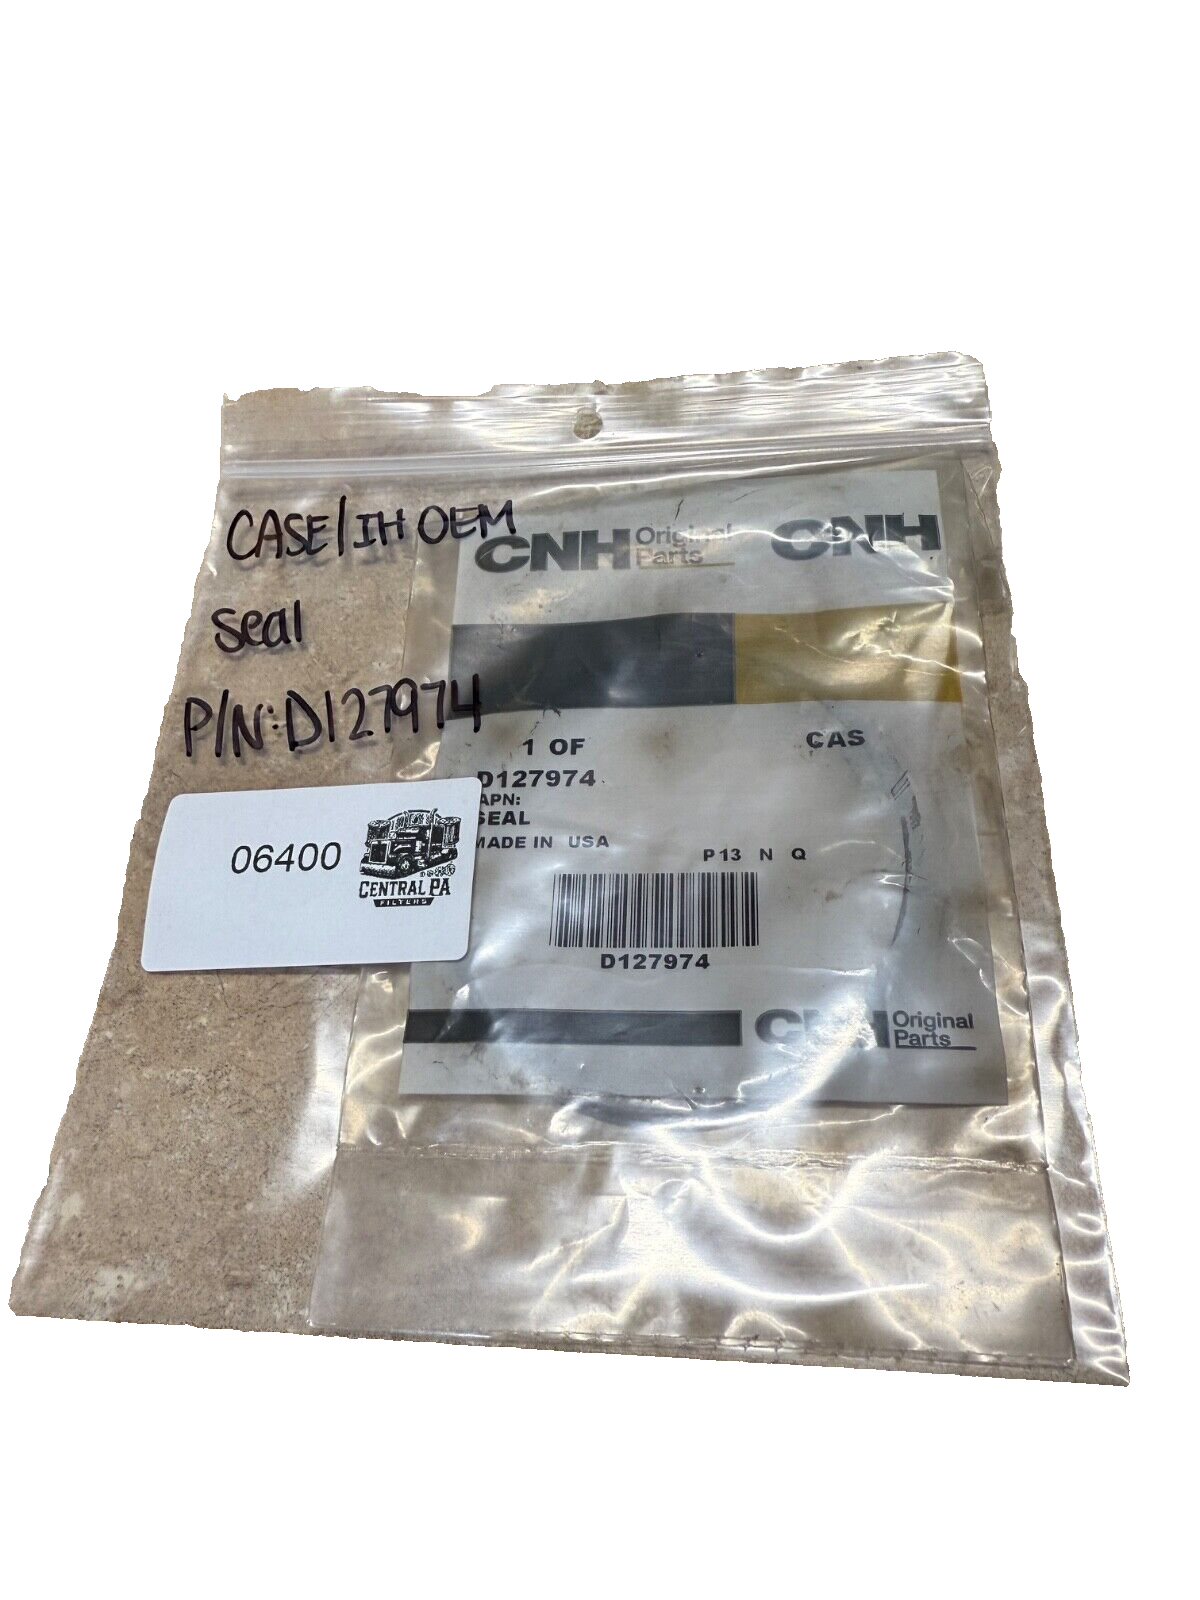 CASE/IH OEM
Seal
P/N: D127974
CNH Original Parts
CNH
1 OF
CAS
D127974
APN:
SEAL
MADE IN USA
P13 N Q
D127974
CNH Original Parts
06400
CENTRAL PA
FILTERS